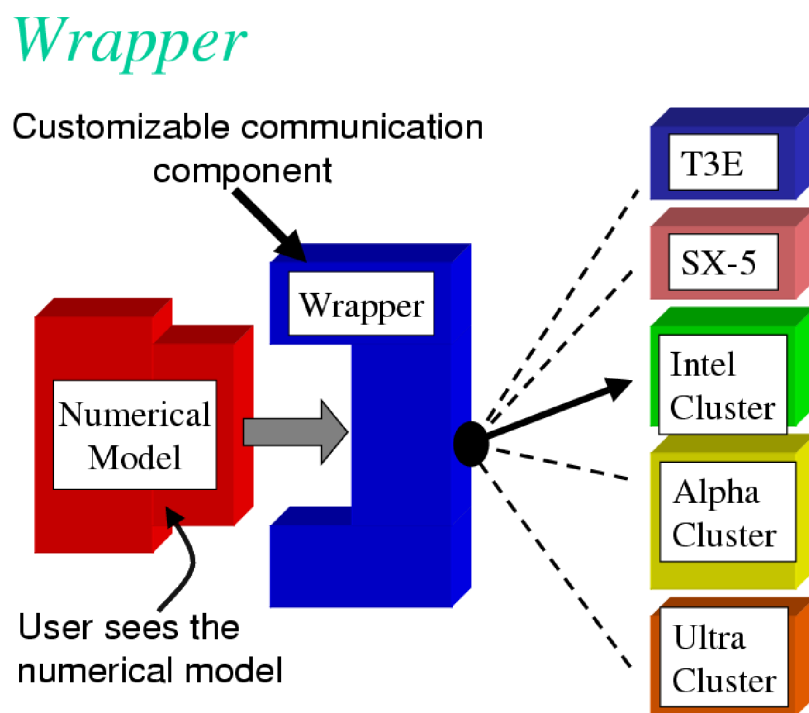 Wrapper
Customizable communication
component
T3E
SX-5
Wrapper
Intel
Cluster
Numerical
Model
Alpha
Cluster
User sees the
numerical model
Ultra
Cluster